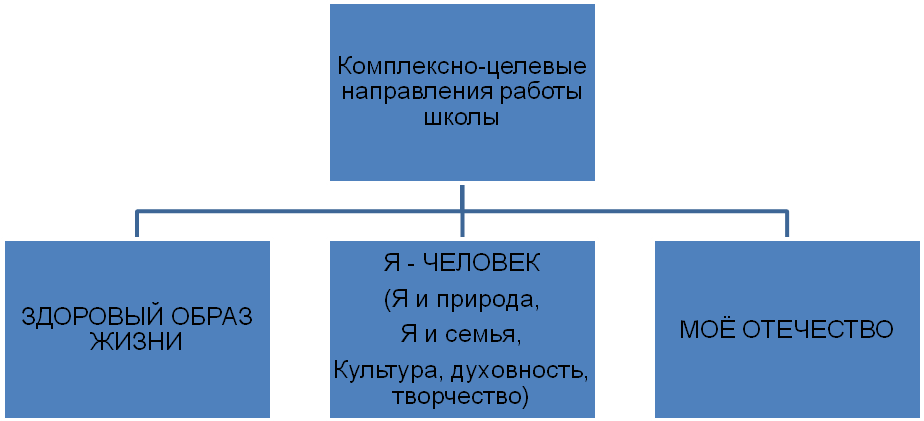 Комплексно-целевые
направления работы
школы
ЗДОРОВЫЙ ОБРАЗ
ЖИЗНИ
Я - ЧЕЛОВЕК
(Я и природа,
Я и семья,
Культура, духовность,
творчество)
МОЁ ОТЕЧЕСТВО